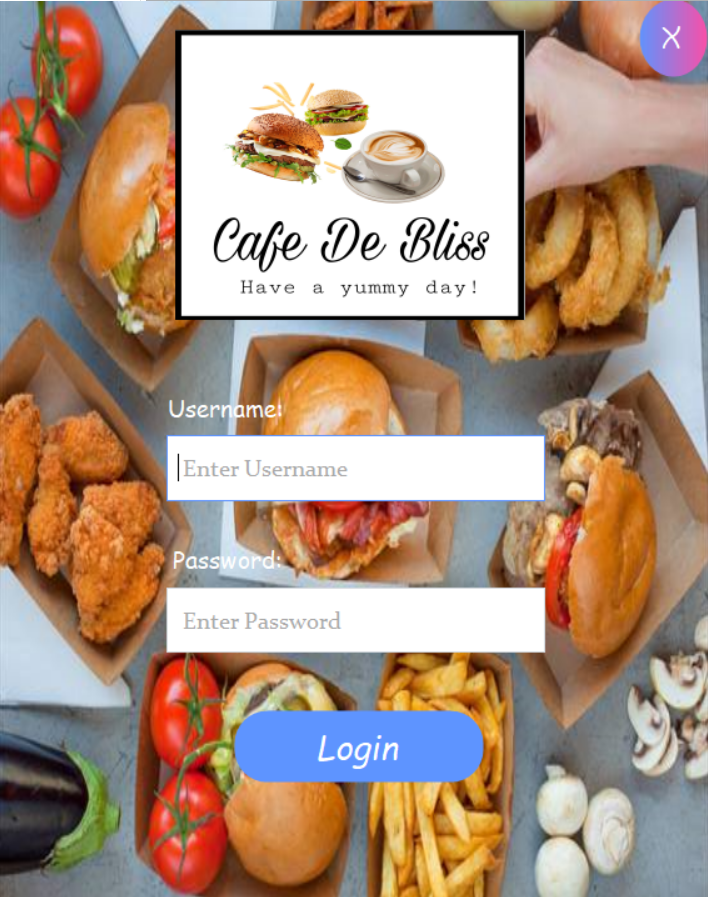 X
Cafe De Bliss
Have a yummy day!
Username:
Enter Username
Password:
Enter Password
Login